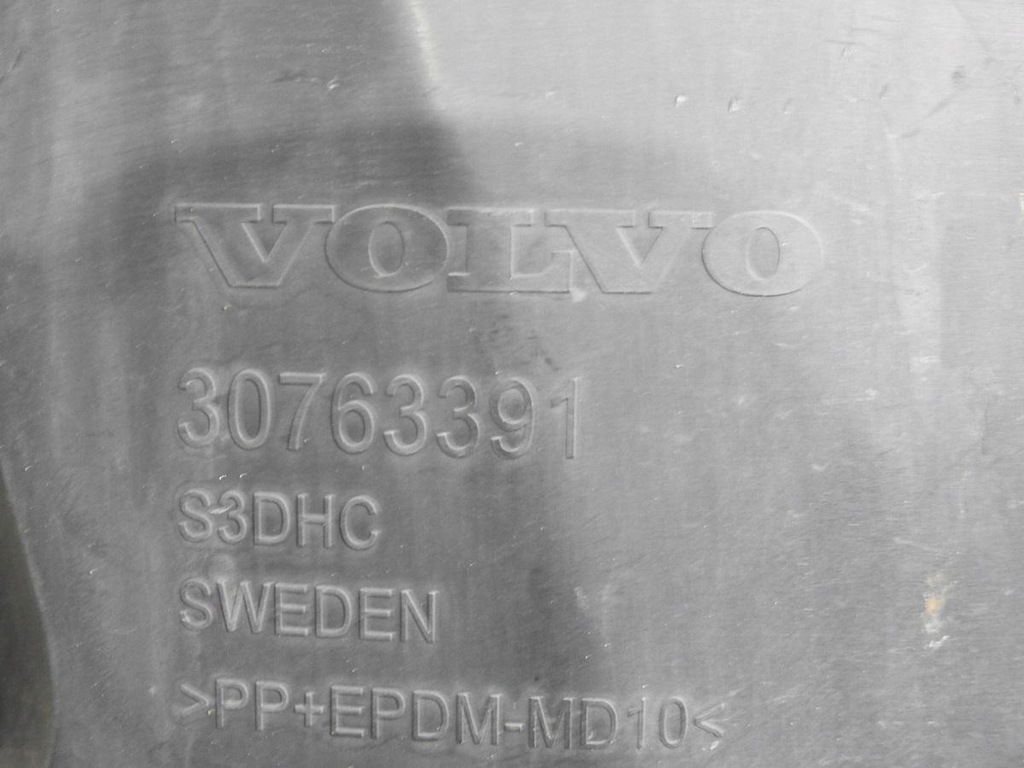 VOLVO
30763391
S3DHC
SWEDEN
>PP+EPDM-MD10<